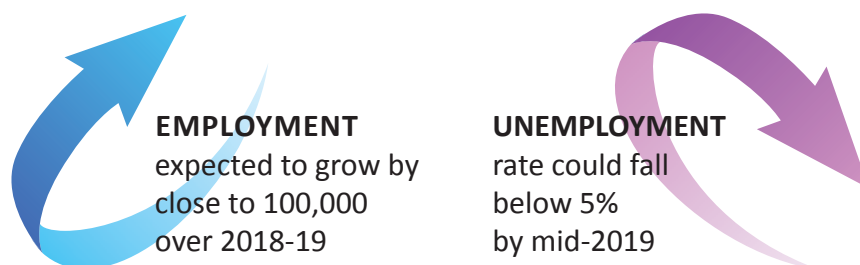 EMPLOYMENT
expected to grow by
close to 100,000
over 2018-19
UNEMPLOYMENT
rate could fall
below 5%
by mid-2019